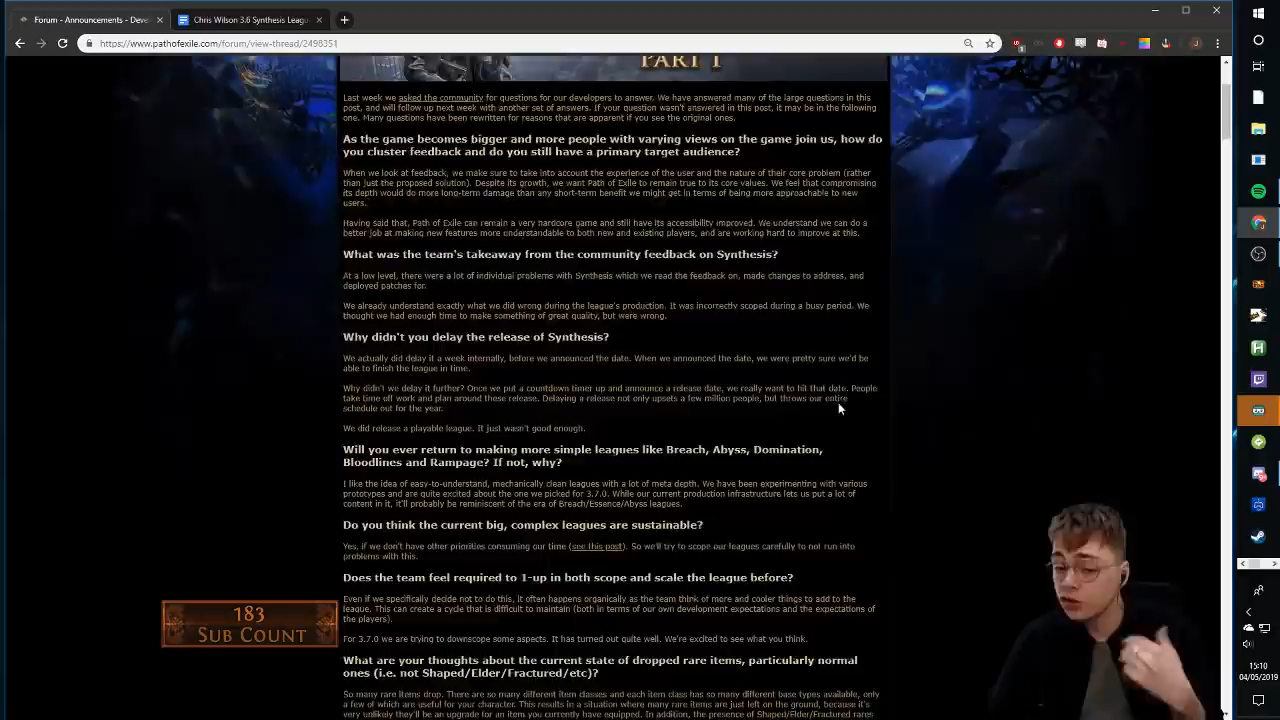 Forum - Announcements - Deve
Chris Wilson 3.6 Synthesis Leagu
https://www.pathofexile.com/forum/view-thread/2498351
PART 1
Last week we asked the community for questions for our developers to answer. We have answered many of the large questions in this
post, and will follow up next week with another set of answers. If your question wasn't answered in this post, it may be in the following
one. Many questions have been rewritten for reasons that are apparent if you see the original ones.
As the game becomes bigger and more people with varying views on the game join us, how do
you cluster feedback and do you still have a primary target audience?
When we look at feedback, we make sure to take into account the experience of the user and the nature of their core problem (rather
than just the proposed solution). Despite its growth, we want Path of Exile to remain true to its core values. We feel that compromising
its depth would do more long-term damage than any short-term benefit we might get in terms of being more approachable to new
users.
Having said that, Path of Exile can remain a very hardcore game and still have its accessibility improved. We understand we can do a
better job at making new features more understandable to both new and existing players, and are working hard to improve at this.
What was the team's takeaway from the community feedback on Synthesis?
At a low level, there were a lot of individual problems with Synthesis which we read the feedback on, made changes to address, and
deployed patches for.
We already understand exactly what we did wrong during the league's production. It was incorrectly scoped during a busy period. We
thought we had enough time to make something of great quality, but were wrong.
Why didn't you delay the release of Synthesis?
We actually did delay it a week internally, before we announced the date. When we announced the date, we were pretty sure we'd be
able to finish the league in time.
Why didn't we delay it further? Once we put a countdown timer up and announce a release date, we really want to hit that date. People
take time off work and plan around these release. Delaying a release not only upsets a few million people, but throws our entire
schedule out for the year.
We did release a playable league. It just wasn't good enough.
Will you ever return to making more simple leagues like Breach, Abyss, Domination,
Bloodlines and Rampage? If not, why?
I like the idea of easy-to-understand, mechanically clean leagues with a lot of meta depth. We have been experimenting with various
prototypes and are quite excited about the one we picked for 3.7.0. While our current production infrastructure lets us put a lot of
content in it, it'll probably be reminiscent of the era of Breach/Essence/Abyss leagues.
Do you think the current big, complex leagues are sustainable?
Yes, if we don't have other priorities consuming our time (see this post). So we'll try to scope our leagues carefully to not run into
problems with this.
Does the team feel required to 1-up in both scope and scale the league before?
Even if we specifically decide not to do this, it often happens organically as the team think of more and cooler things to add to the
league. This can create a cycle that is difficult to maintain (both in terms of our own development expectations and the expectations of
the players).
For 3.7.0 we are trying to downscope some aspects. It has turned out quite well. We're excited to see what you think.
What are your thoughts about the current state of dropped rare items, particularly normal
ones (i.e. not Shaped/Elder/Fractured/etc)?
So many rare items drop. There are so many different item classes and each item class has so many different base types available, only
a few of which are useful for your character. This results in a situation where many rare items are just left on the ground, because it's
very unlikely they'll be an upgrade for an item you currently have equipped. In addition, the presence of Shaped/Elder/Fractured rares
183
SUB COUNT
15:10
04/05/2019